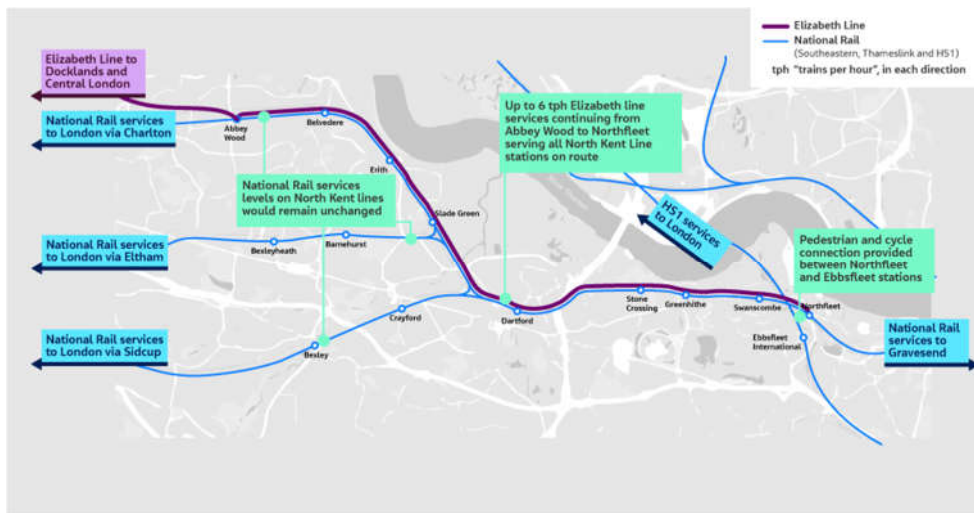 Elizabeth Line
National Rail
(Southeastern, Thameslink and HS1)
tph "trains per hour", in each direction
Elizabeth Line to
Docklands and
Central London
National Rail services
to London via Charlton
Abbey
Wood
Belvedere
Up to 6 tph Elizabeth line
services continuing from
Abbey Wood to Northfleet
serving all North Kent Line
stations on route
Erith
National Rail services
levels on North Kent lines
would remain unchanged
Slade Green
HS1 services
to London
National Rail services
to London via Eltham
Bexleyheath
Barnehurst
Pedestrian and cycle
connection provided
between Northfleet
and Ebbsfleet stations
Stone
Crossing
Greenhithe
Swanscombe
Northfleet
Crayford
Dartford
National Rail services
to London via Sidcup
Bexley
Ebbsfleet
International
National Rail
services to
Gravesend